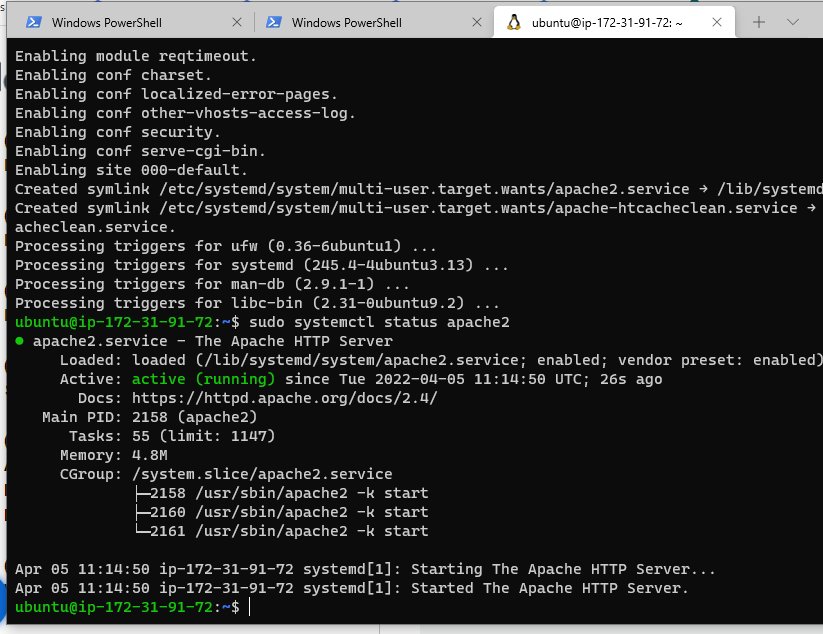 Windows PowerShell
Windows PowerShell
ubuntu@ip-172-31-91-72: ~
Enabling module reqtimeout.
Enabling conf charset.
Enabling conf localized-error-pages.
Enabling conf other-vhosts-access-log.
Enabling conf security.
Enabling conf serve-cgi-bin.
Enabling site 000-default.
Created symlink /etc/systemd/system/multi-user.target.wants/apache2.service → /lib/systemd
Created symlink /etc/systemd/system/multi-user.target.wants/apache-htcacheclean.service →
acheclean.service.
Processing triggers for ufw (0.36-6ubuntu1) ...
Processing triggers for systemd (245.4-4ubuntu3.13) ...
Processing triggers for man-db (2.9.1-1) ...
Processing triggers for libc-bin (2.31-0ubuntu9.2) ...
ubuntu@ip-172-31-91-72:~$ sudo systemctl status apache2
● apache2.service - The Apache HTTP Server
Loaded: loaded (/lib/systemd/system/apache2.service; enabled; vendor preset: enabled)
Active: active (running) since Tue 2022-04-05 11:14:50 UTC; 26s ago
Docs: https://httpd.apache.org/docs/2.4/
Main PID: 2158 (apache2)
Tasks: 55 (limit: 1147)
Memory: 4.8M
CGroup: /system.slice/apache2.service
├─2158 /usr/sbin/apache2 -k start
├─2160 /usr/sbin/apache2 -k start
└─2161 /usr/sbin/apache2 -k start
Apr 05 11:14:50 ip-172-31-91-72 systemd[1]: Starting The Apache HTTP Server...
Apr 05 11:14:50 ip-172-31-91-72 systemd[1]: Started The Apache HTTP Server.
ubuntu@ip-172-31-91-72:~$